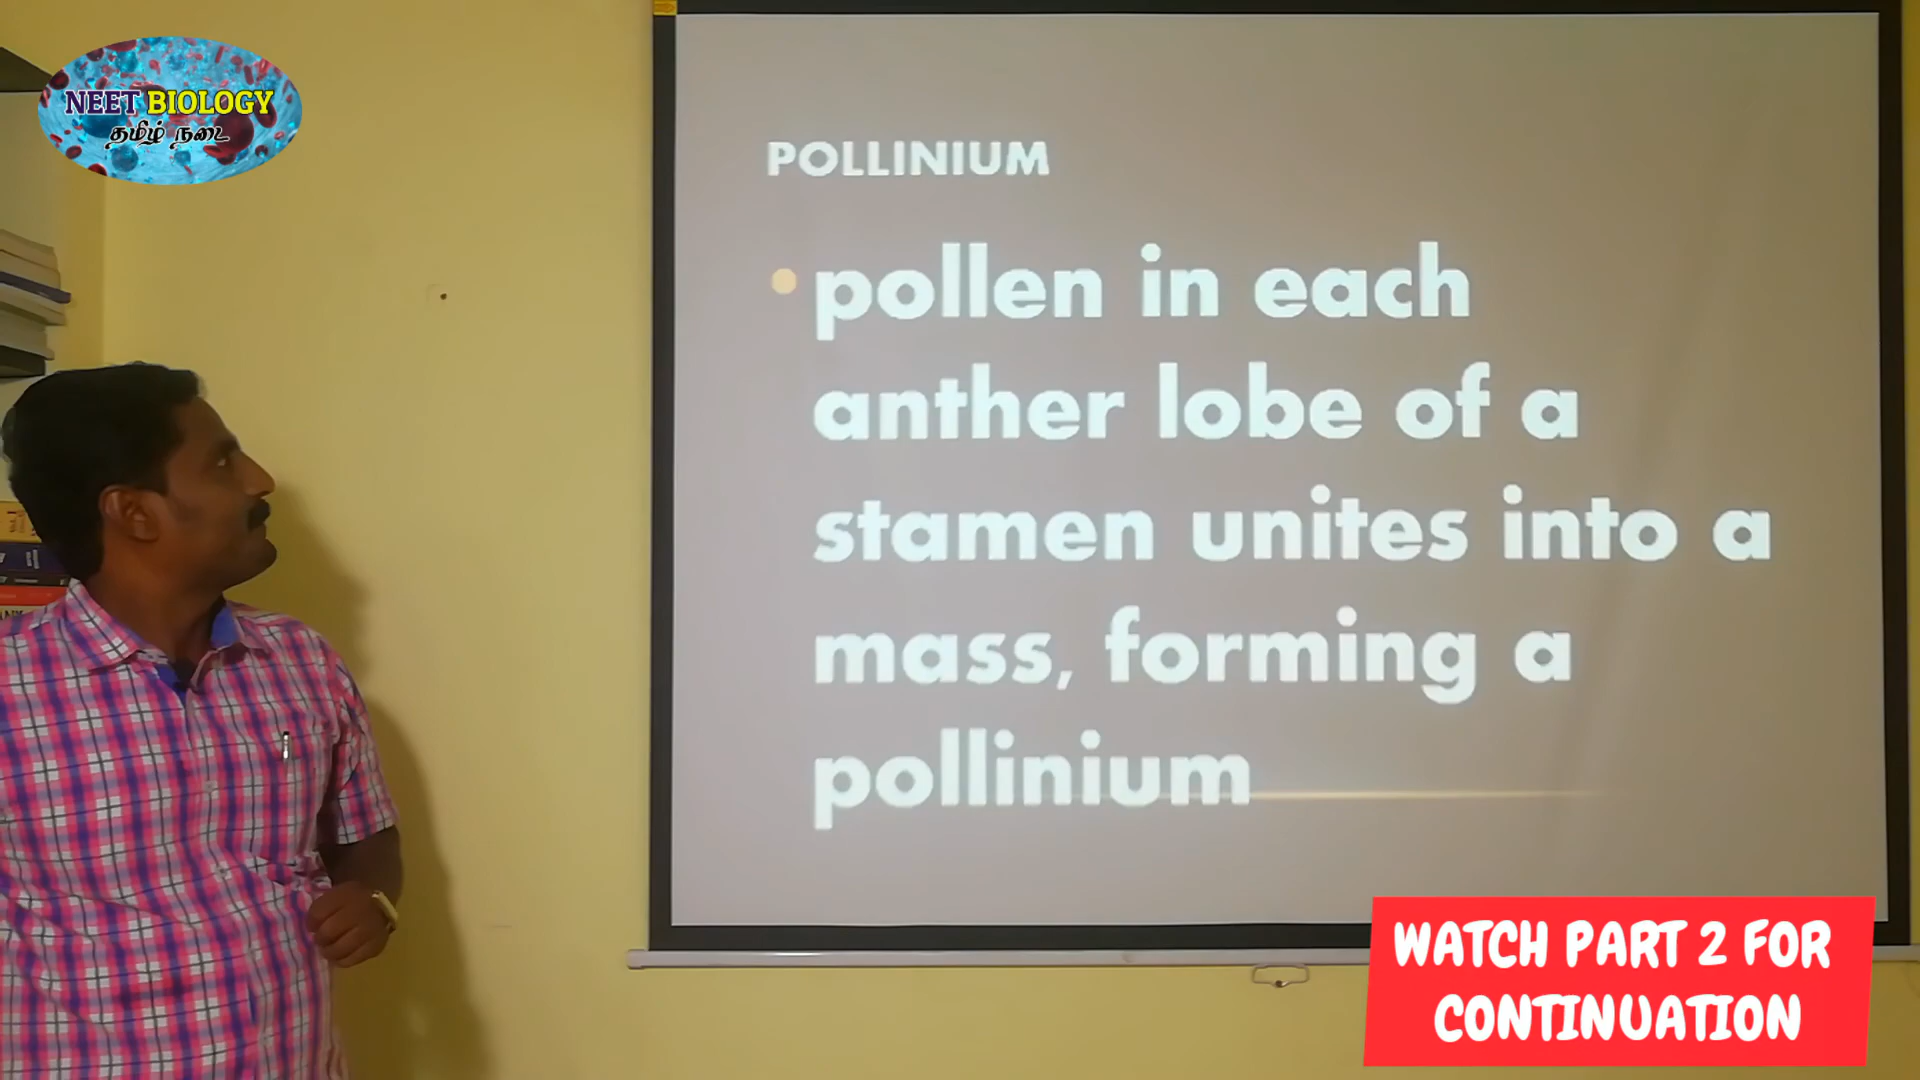 NEET BIOLOGY
தமிழ் நடை
POLLINIUM
• pollen in each
anther lobe of a
stamen unites into a
mass, forming a
pollinium
WATCH PART 2 FOR
CONTINUATION